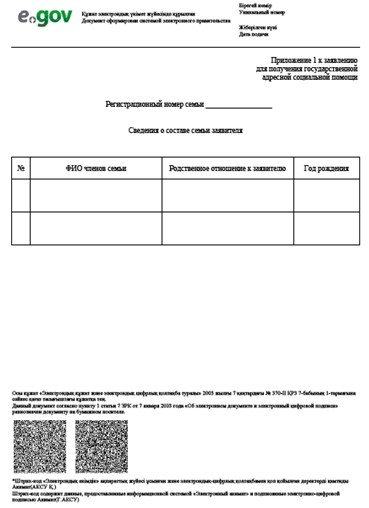 egov
Құжат электрондық үкімет жүйесінде құрылған
Документ сформирован системой электронного правительства
Бірегей нөмір
Уникальный номер
Жіберілген күні
Дата подачи
Приложение 1 к заявлению
для получения государственной
адресной социальной помощи
Регистрационный номер семьи
Сведения о составе семьи заявителя
№ ФИО членов семьи Родственное отношение к заявителю Год рождения
Осы құжат «Электрондық құжат және электрондық цифрлық қолтаңба туралы» 2003 жылғы 7 қаңтардағы № 370-II ҚРЗ 7-бабының 1-тармағына
сәйкес қағаз тасығыштағы құжатқа тең.
Данный документ согласно пункту 1 статьи 7 ЗРК от 7 января 2003 года «Об электронном документе и электронной цифровой подписи»
равнозначен документу на бумажном носителе.
*Штрих-код «Электрондық әкімдік» ақпараттық жүйесі ұсынған және электрондық-цифрлық қолтаңбамен қол қойылған деректерді қамтиды
Акимат(АКСУ Қ.)
Штрих-код содержит данные, предоставленные информационной системой «Электронный акимат» и подписанные электронно-цифровой
подписью Акимат(Г.АКСУ)